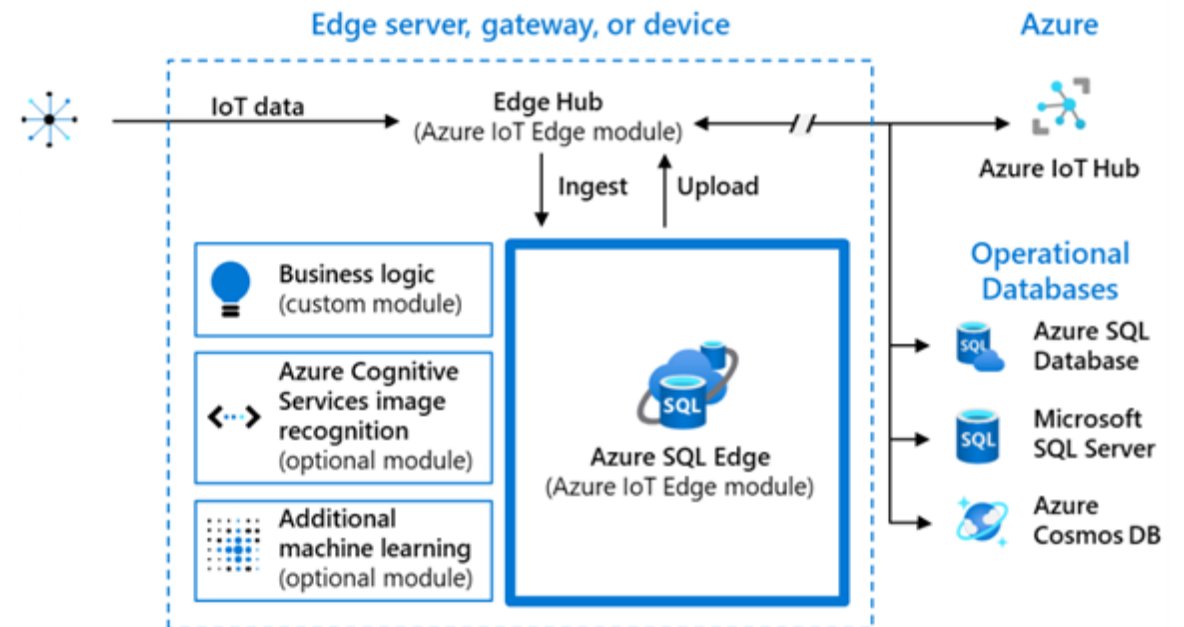 Edge server, gateway, or device
Azure
IoT data
Edge Hub
(Azure IoT Edge module)
Azure IoT Hub
Ingest
Upload
Business logic
(custom module)
Azure Cognitive
Services image
recognition
(optional module)
Additional
machine learning
(optional module)
SQL
Azure SQL Edge
(Azure IoT Edge module)
Operational
Databases
SQL
Azure SQL
Database
SQL
Microsoft
SQL Server
Azure
Cosmos DB